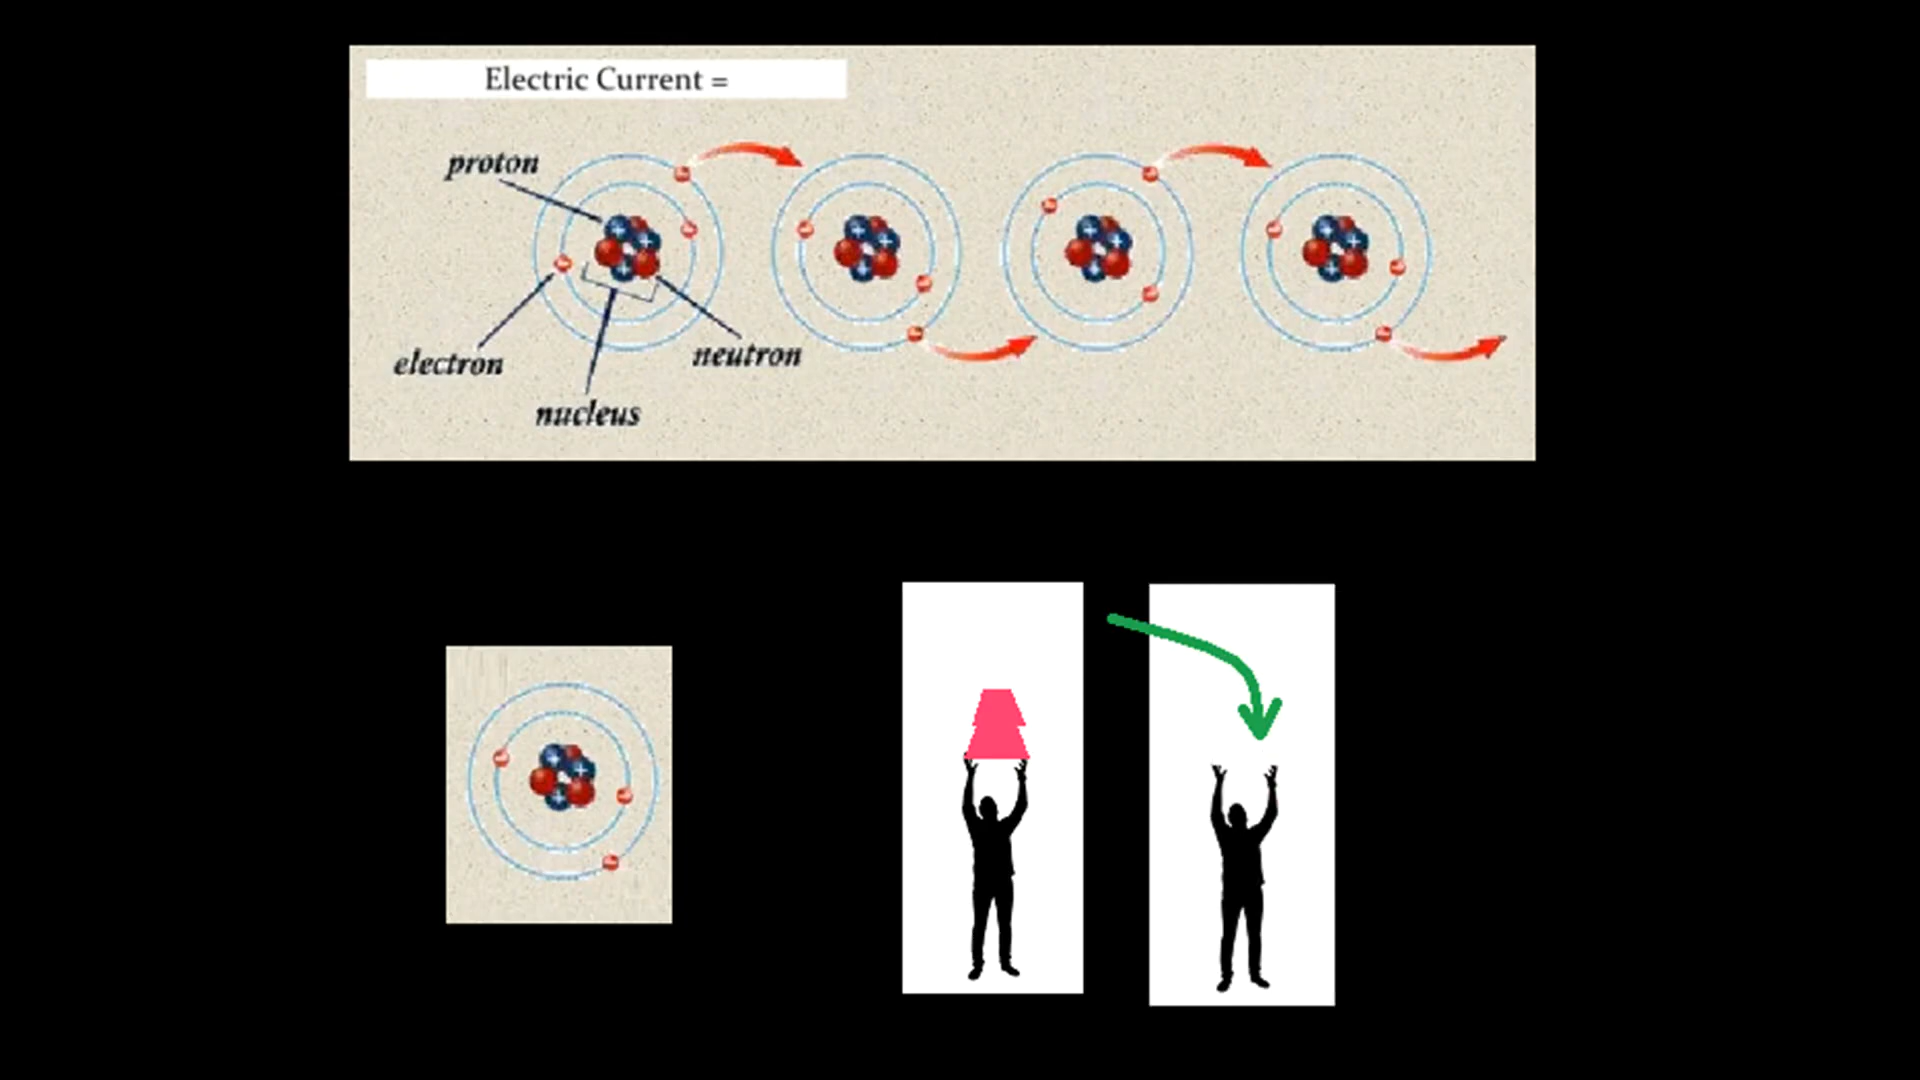 Electric Current =
proton
electron
neutron
nucleus